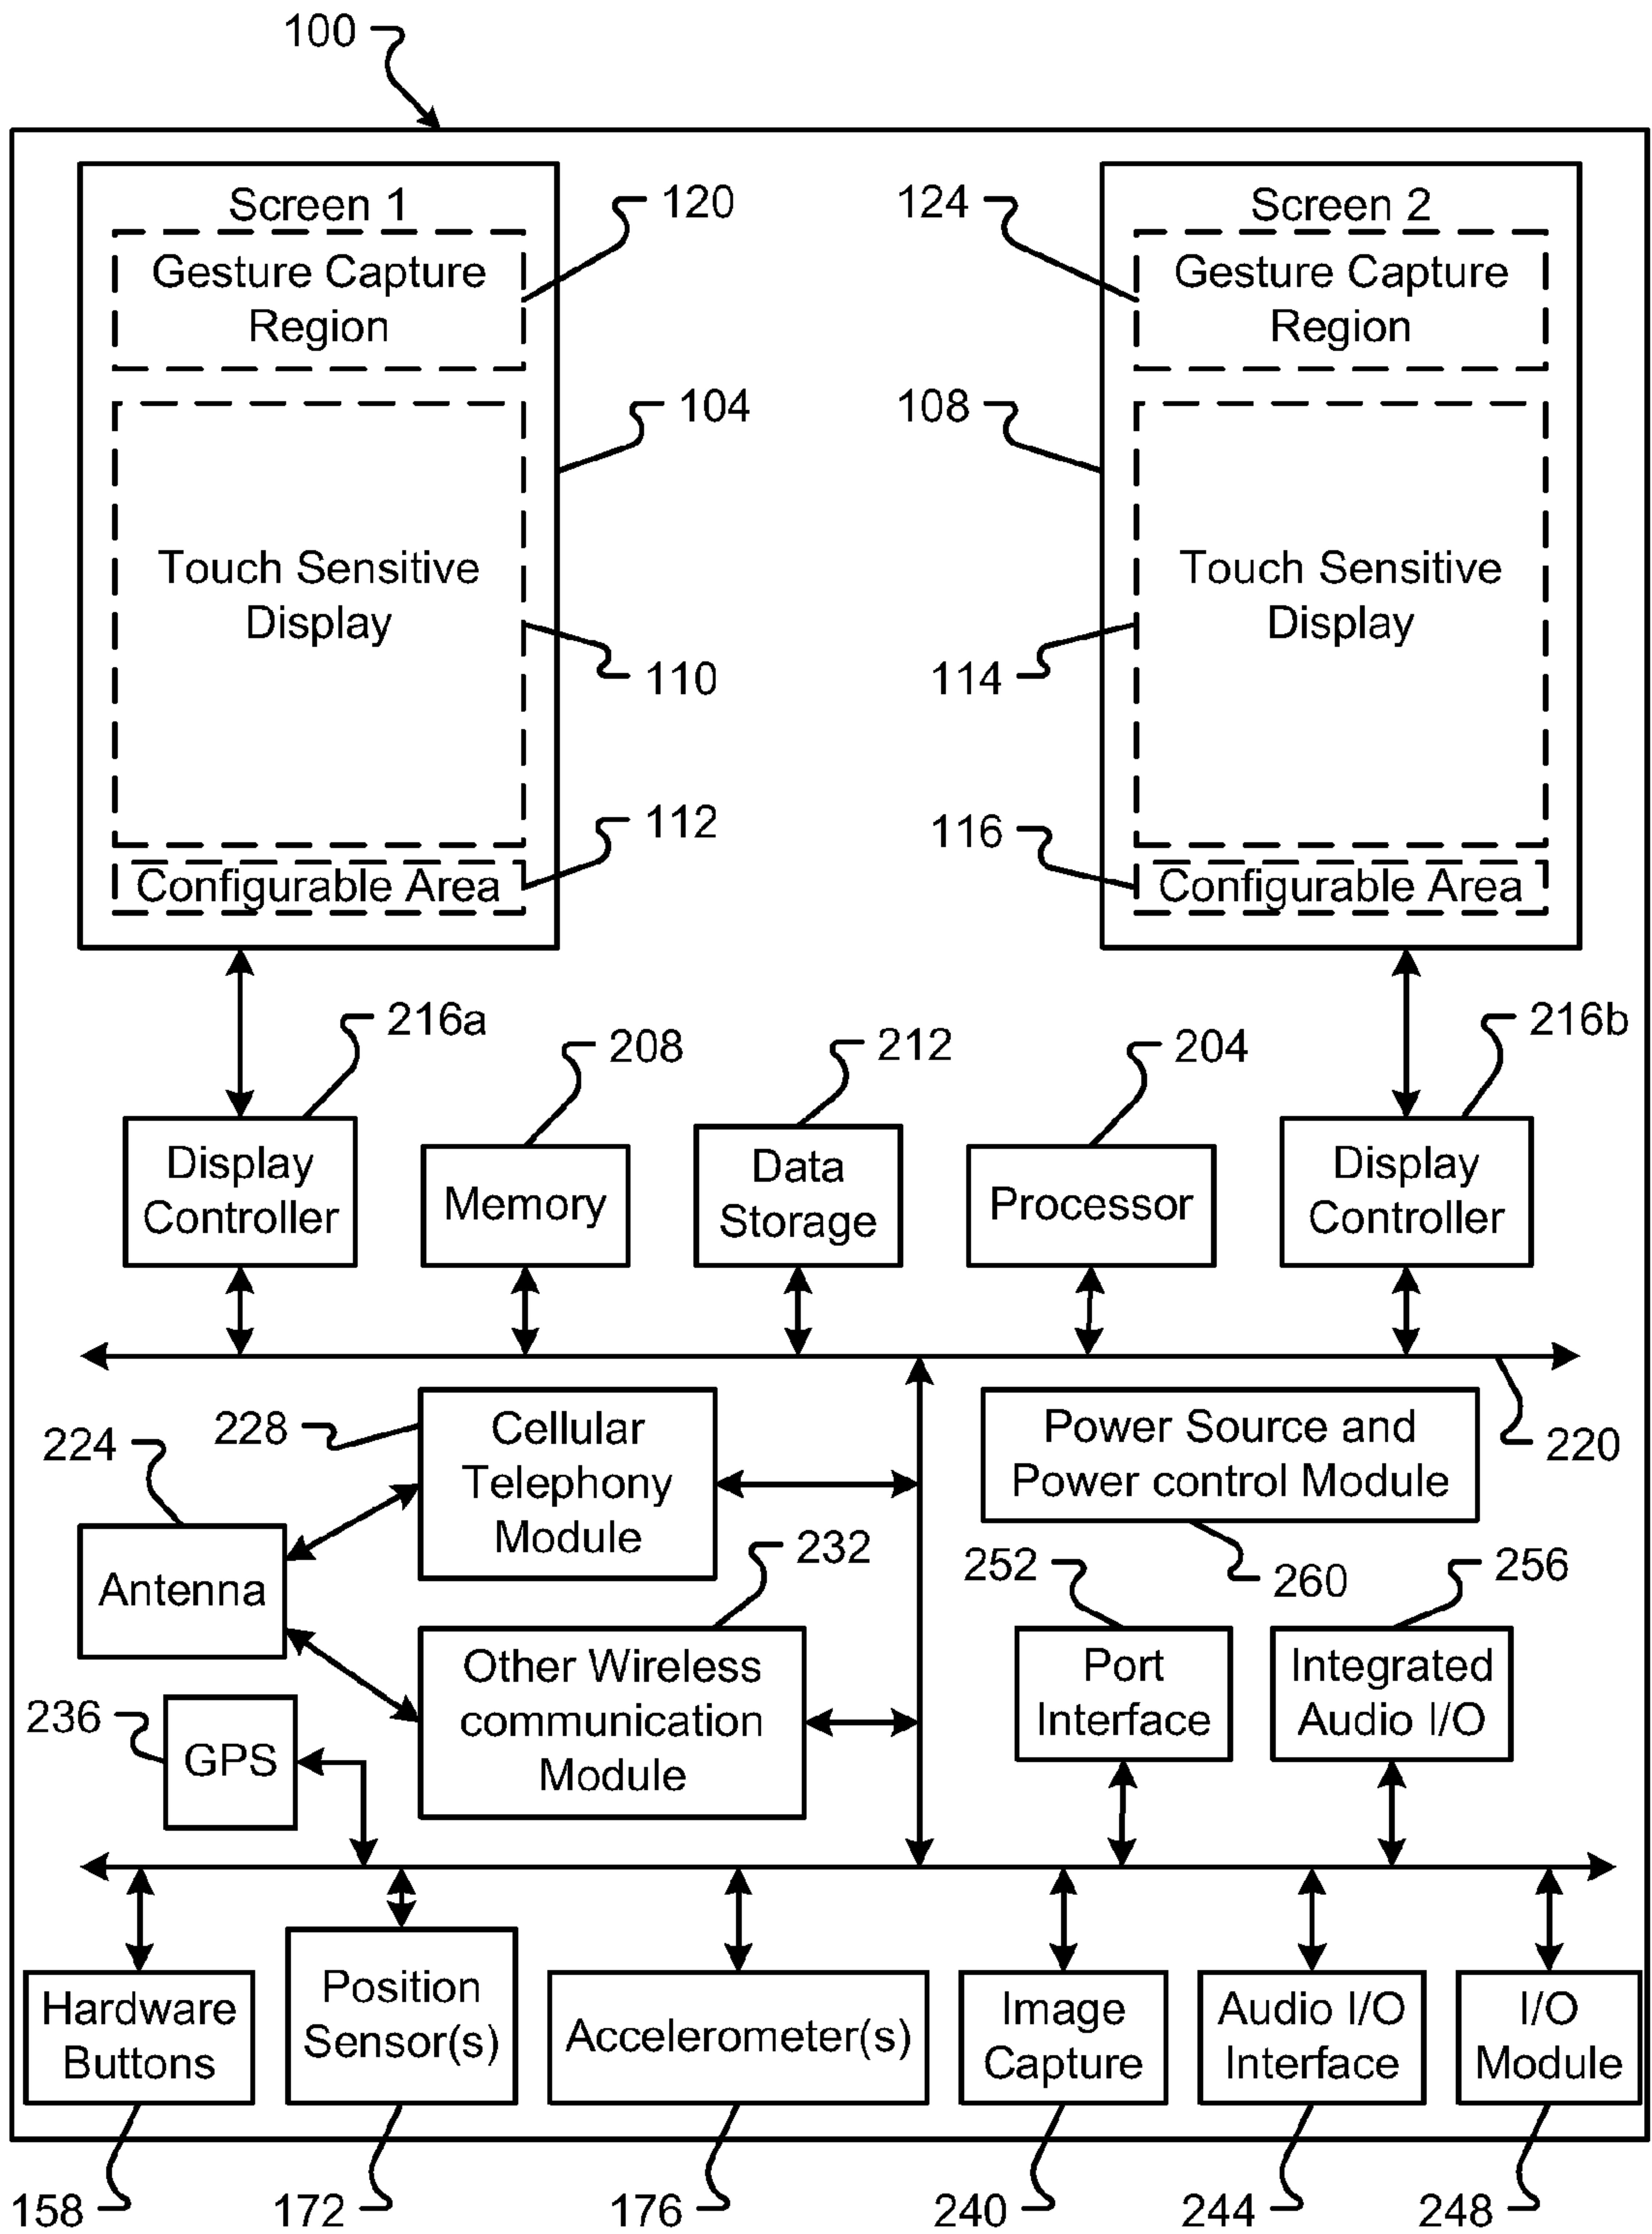 100
Screen 1
Gesture Capture
Region
120
124
Screen 2
Gesture Capture
Region
104
108
Touch Sensitive
Display
110
114
Touch Sensitive
Display
112
116
Configurable Area
Configurable Area
216a
208
212
204
216b
Display
Controller
Memory
Data
Storage
Processor
Display
Controller
220
224
228
Cellular
Telephony
Module
Power Source and
Power control Module
260
Antenna
232
252
256
Other Wireless
communication
Module
Port
Interface
Integrated
Audio I/O
236
GPS
Hardware
Buttons
Position
Sensor(s)
Accelerometer(s)
Image
Capture
Audio I/O
Interface
I/O
Module
158
172
176
240
244
248